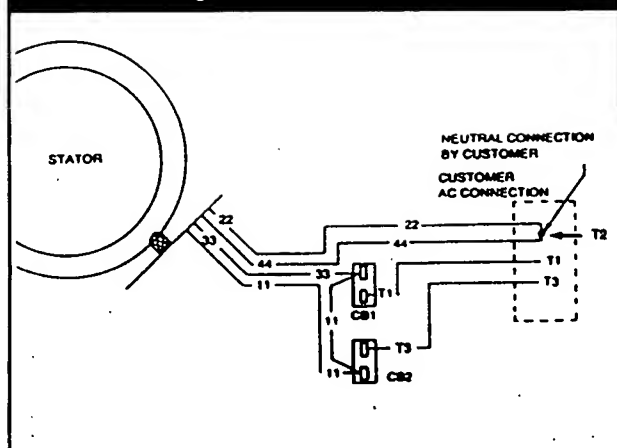 NEUTRAL CONNECTION
BY CUSTOMER
CUSTOMER
AC CONNECTION
STATOR
22
22
T2
44
33
44
33
T1
11
T1
T3
CB1
11
T3
11
CB2